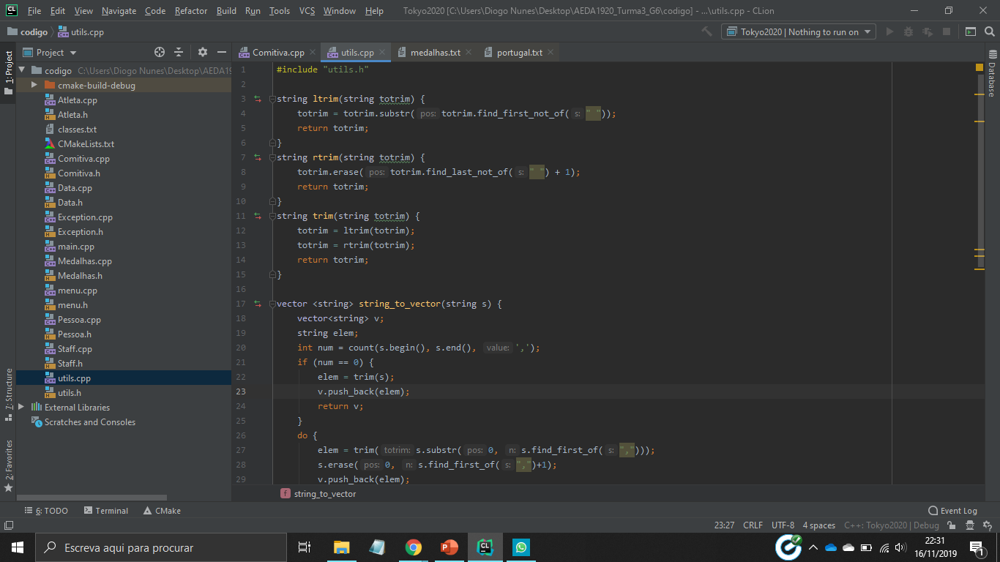 CL File Edit View Navigate Code Refactor Build Run Tools VCS Window Help Tokyo2020 [C:\Users\Diogo Nunes\Desktop\AEDA1920_Turma3_G6\codigo] - ...\utils.cpp - CLion
codigo utils.cpp Tokyo2020 | Nothing to run on
1: Project
Project
Comitiva.cpp utils.cpp medalhas.txt portugal.txt
Database
codigo C:\Users\Diogo Nunes\Desktop\AEDA19
cmake-build-debug
Atleta.cpp
Atleta.h
classes.txt
CMakeLists.txt
Comitiva.cpp
Comitiva.h
Data.cpp
Data.h
Exception.cpp
Exception.h
main.cpp
Medalhas.cpp
Medalhas.h
menu.cpp
menu.h
Pessoa.cpp
Pessoa.h
Staff.cpp
Staff.h
utils.cpp
utils.h
External Libraries
Scratches and Consoles
7: Structure
2: Favorites
1 #include "utils.h"
2
3 string ltrim(string totrim) {
4 totrim = totrim.substr( pos: totrim.find_first_not_of( s: " "));
5 return totrim;
6 }
7 string rtrim(string totrim) {
8 totrim.erase( pos: totrim.find_last_not_of( s: " ") + 1);
9 return totrim;
10 }
11 string trim(string totrim) {
12 totrim = ltrim(totrim);
13 totrim = rtrim(totrim);
14 return totrim;
15 }
16
17 vector <string> string_to_vector(string s) {
18 vector<string> v;
19 string elem;
20 int num = count(s.begin(), s.end(), value: ',');
21 if (num == 0) {
22 elem = trim(s);
23 v.push_back(elem);
24 return v;
25 }
26 do {
27 elem = trim( totrim: s.substr( pos: 0, n: s.find_first_of( s: ",")));
28 s.erase( pos: 0, n: s.find_first_of( s: ",")+1);
29 v.push_back(elem);
f string_to_vector
6: TODO Terminal CMake Event Log
23:27 CRLF UTF-8 4 spaces C++: Tokyo2020 | Debug
Escreva aqui para procurar
22:31
16/11/2019
1